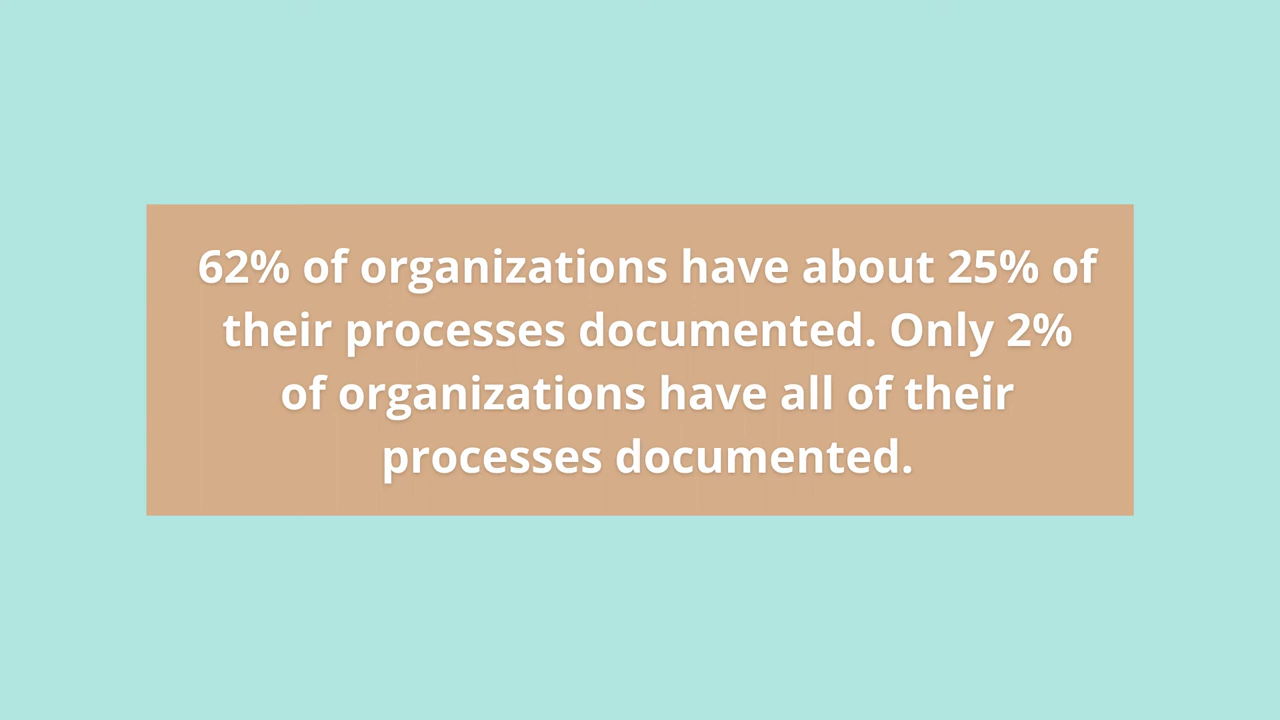 62% of organizations have about 25% of
their processes documented. Only 2%
of organizations have all of their
processes documented.